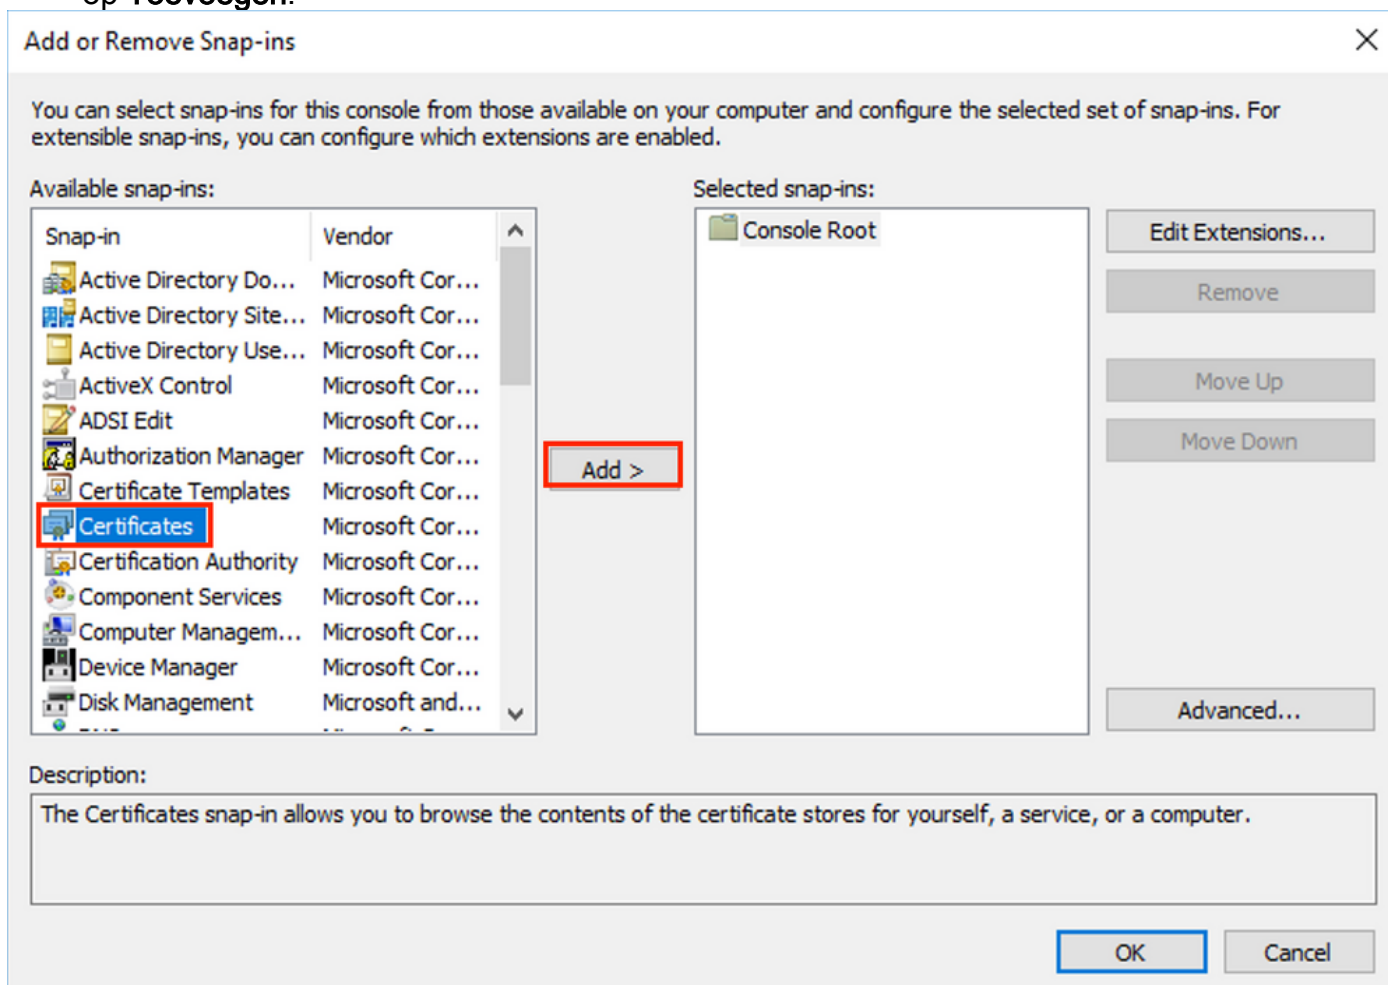 op Toevoegen.
Add or Remove Snap-ins
You can select snap-ins for this console from those available on your computer and configure the selected set of snap-ins. For
extensible snap-ins, you can configure which extensions are enabled.
Available snap-ins:
Selected snap-ins:
Snap-in Vendor
Active Directory Do... Microsoft Cor...
Active Directory Site... Microsoft Cor...
Active Directory Use... Microsoft Cor...
ActiveX Control Microsoft Cor...
ADSI Edit Microsoft Cor...
Authorization Manager Microsoft Cor...
Certificate Templates Microsoft Cor...
Certificates Microsoft Cor...
Certification Authority Microsoft Cor...
Component Services Microsoft Cor...
Computer Managem... Microsoft Cor...
Device Manager Microsoft Cor...
Disk Management Microsoft and...
Add >
Console Root
Edit Extensions...
Remove
Move Up
Move Down
Advanced...
Description:
The Certificates snap-in allows you to browse the contents of the certificate stores for yourself, a service, or a computer.
OK
Cancel